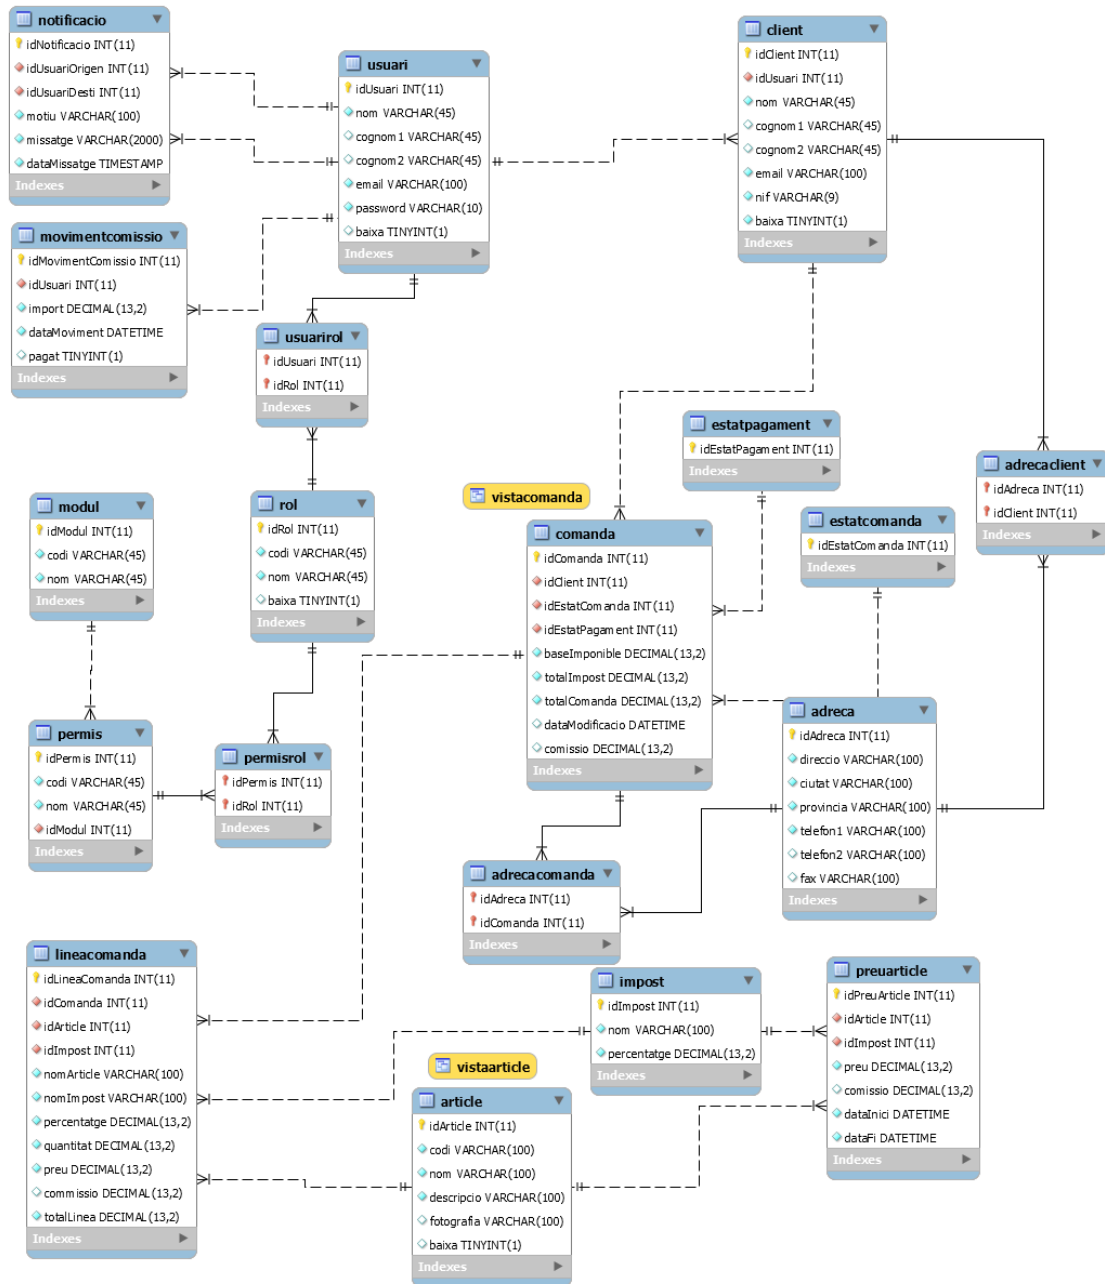 notificacio
idNotificacio INT(11)
idUsuariOrigen INT(11)
idUsuariDesti INT(11)
motiu VARCHAR(100)
missatge VARCHAR(2000)
dataMissatge TIMESTAMP
Indexes
usuari
idUsuari INT(11)
nom VARCHAR(45)
cognom1 VARCHAR(45)
cognom2 VARCHAR(45)
email VARCHAR(100)
password VARCHAR(10)
baixa TINYINT(1)
Indexes
client
idClient INT(11)
idUsuari INT(11)
nom VARCHAR(45)
cognom1 VARCHAR(45)
cognom2 VARCHAR(45)
email VARCHAR(100)
nif VARCHAR(9)
baixa TINYINT(1)
Indexes
movimentcomissio
idMovimentComissio INT(11)
idUsuari INT(11)
import DECIMAL(13,2)
dataMoviment DATETIME
pagat TINYINT(1)
Indexes
usuarirol
idUsuari INT(11)
idRol INT(11)
Indexes
estatpagament
idEstatPagament INT(11)
Indexes
adrecaclient
idAdreca INT(11)
idClient INT(11)
Indexes
vistacomanda
modul
idModul INT(11)
codi VARCHAR(45)
nom VARCHAR(45)
Indexes
rol
idRol INT(11)
codi VARCHAR(45)
nom VARCHAR(45)
baixa TINYINT(1)
Indexes
comanda
idComanda INT(11)
idClient INT(11)
idEstatComanda INT(11)
idEstatPagament INT(11)
baseImponible DECIMAL(13,2)
totalImpost DECIMAL(13,2)
totalComanda DECIMAL(13,2)
dataModificacio DATETIME
comissio DECIMAL(13,2)
Indexes
estatcomanda
idEstatComanda INT(11)
Indexes
adreca
idAdreca INT(11)
direccio VARCHAR(100)
ciutat VARCHAR(100)
provincia VARCHAR(100)
telefon1 VARCHAR(100)
telefon2 VARCHAR(100)
fax VARCHAR(100)
Indexes
permis
idPermis INT(11)
codi VARCHAR(45)
nom VARCHAR(45)
idModul INT(11)
Indexes
permisrol
idPermis INT(11)
idRol INT(11)
Indexes
adrecacomanda
idAdreca INT(11)
idComanda INT(11)
Indexes
lineacomanda
idLineaComanda INT(11)
idComanda INT(11)
idArticle INT(11)
idImpost INT(11)
nomArticle VARCHAR(100)
nomImpost VARCHAR(100)
percentatge DECIMAL(13,2)
quantitat DECIMAL(13,2)
preu DECIMAL(13,2)
commissio DECIMAL(13,2)
totalLinea DECIMAL(13,2)
Indexes
impost
idImpost INT(11)
nom VARCHAR(100)
percentatge DECIMAL(13,2)
Indexes
preuarticle
idPreuArticle INT(11)
idArticle INT(11)
idImpost INT(11)
preu DECIMAL(13,2)
comissio DECIMAL(13,2)
dataInici DATETIME
dataFi DATETIME
Indexes
vistaarticle
article
idArticle INT(11)
codi VARCHAR(100)
nom VARCHAR(100)
descripcio VARCHAR(100)
fotografia VARCHAR(100)
baixa TINYINT(1)
Indexes